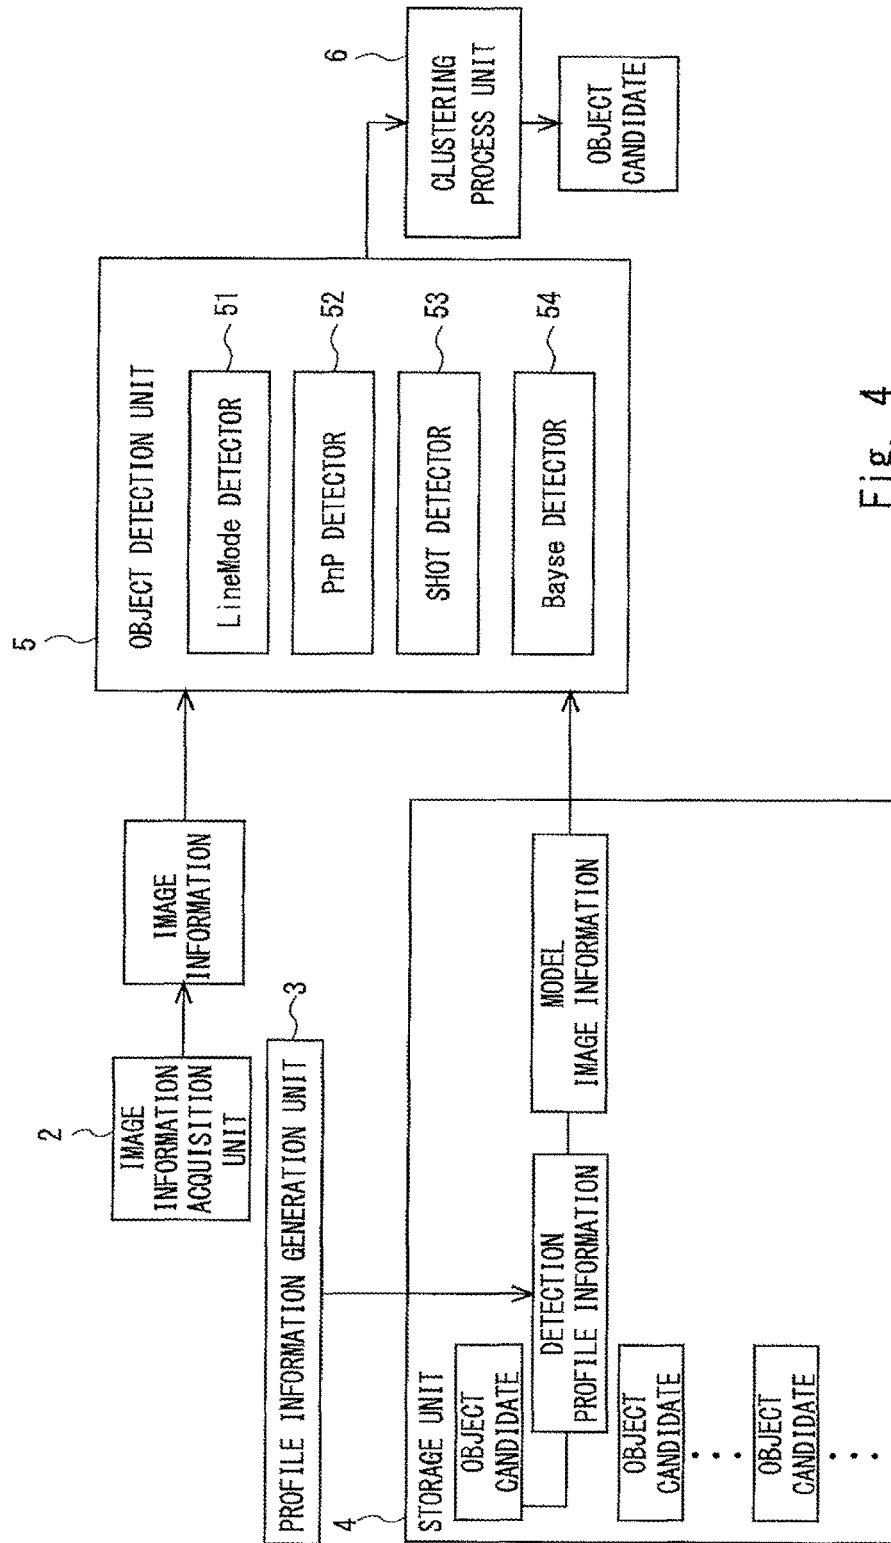 2
IMAGE
INFORMATION
ACQUISITION
UNIT
IMAGE
INFORMATION
PROFILE INFORMATION GENERATION UNIT
3
4
STORAGE UNIT
OBJECT
CANDIDATE
DETECTION
PROFILE INFORMATION
MODEL
IMAGE INFORMATION
OBJECT
CANDIDATE
OBJECT
CANDIDATE
5
OBJECT DETECTION UNIT
LineMode DETECTOR
51
PnP DETECTOR
52
SHOT DETECTOR
53
Bayse DETECTOR
54
6
CLUSTERING
PROCESS UNIT
OBJECT
CANDIDATE
Fig. 4